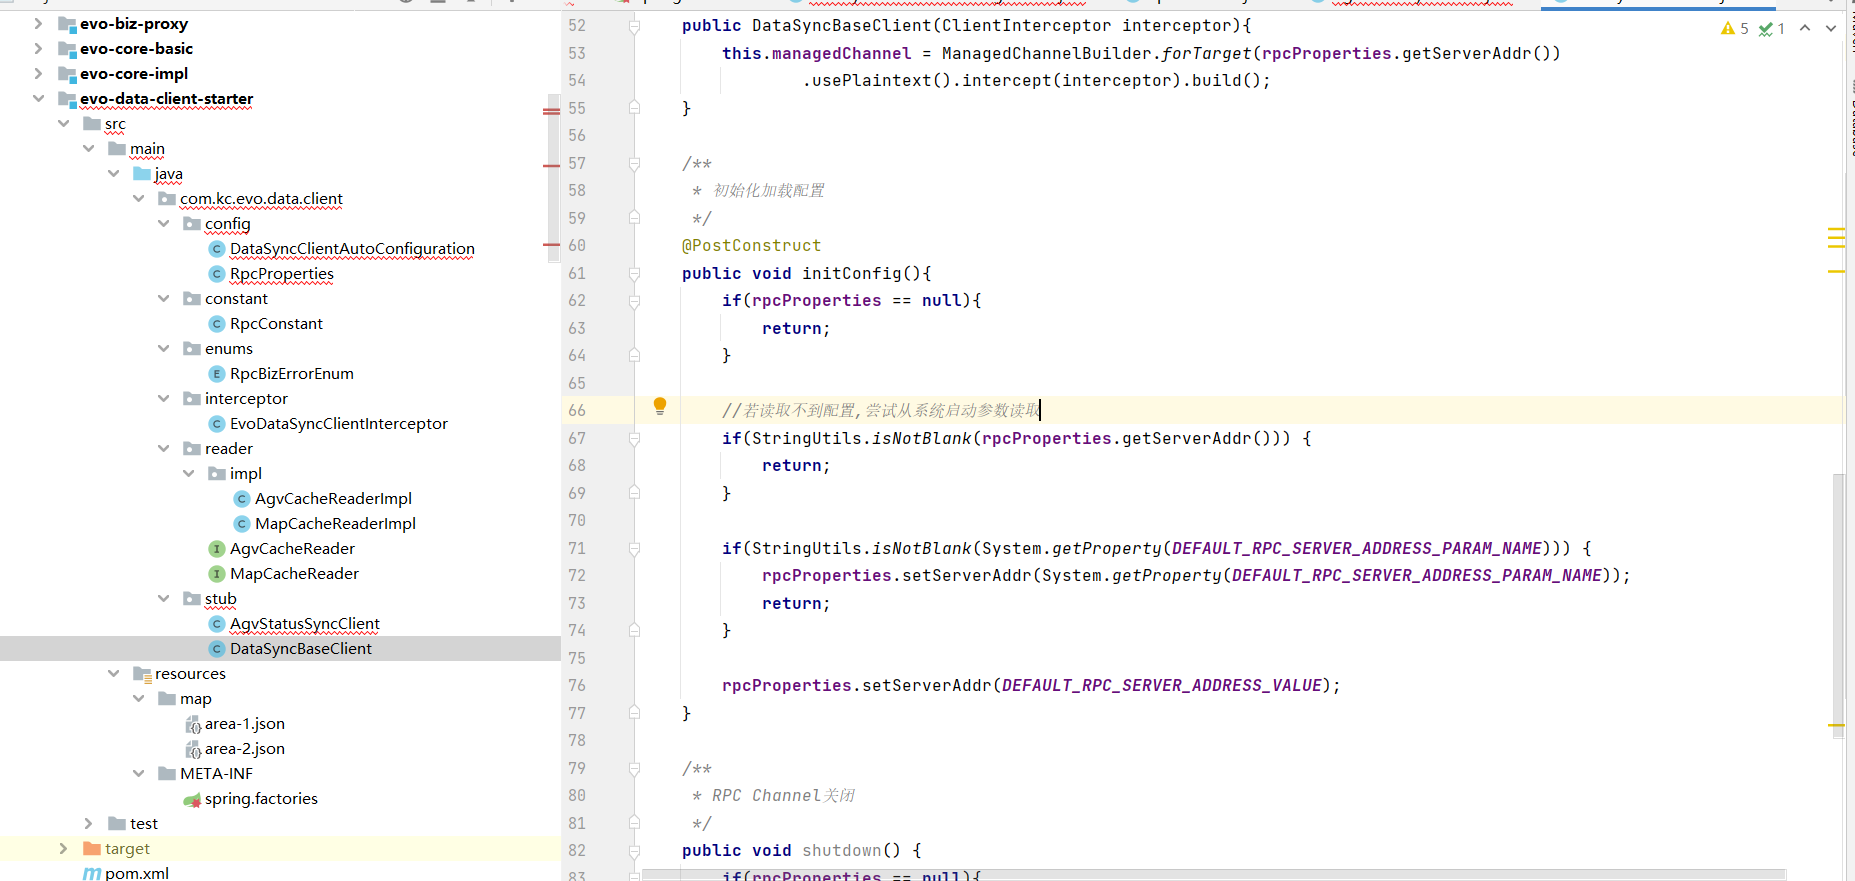 evo-biz-proxy
evo-core-basic
evo-core-impl
evo-data-client-starter
src
main
java
com.kc.evo.data.client
config
DataSyncClientAutoConfiguration
RpcProperties
constant
RpcConstant
enums
RpcBizErrorEnum
interceptor
EvoDataSyncClientInterceptor
reader
impl
AgvCacheReaderImpl
MapCacheReaderImpl
AgvCacheReader
MapCacheReader
stub
AgvStatusSyncClient
DataSyncBaseClient
resources
map
area-1.json
area-2.json
META-INF
spring.factories
test
target
pom.xml
52 public DataSyncBaseClient(ClientInterceptor interceptor){
53 this.managedChannel = ManagedChannelBuilder.forTarget(rpcProperties.getServerAddr())
54 .usePlaintext().intercept(interceptor).build();
55 }
56
57 /**
58 * 初始化加载配置
59 */
60 @PostConstruct
61 public void initConfig(){
62 if(rpcProperties == null){
63 return;
64 }
65
66 //若读取不到配置,尝试从系统启动参数读取
67 if(StringUtils.isNotBlank(rpcProperties.getServerAddr())) {
68 return;
69 }
70
71 if(StringUtils.isNotBlank(System.getProperty(DEFAULT_RPC_SERVER_ADDRESS_PARAM_NAME))) {
72 rpcProperties.setServerAddr(System.getProperty(DEFAULT_RPC_SERVER_ADDRESS_PARAM_NAME));
73 return;
74 }
75
76 rpcProperties.setServerAddr(DEFAULT_RPC_SERVER_ADDRESS_VALUE);
77 }
78
79 /**
80 * RPC Channel关闭
81 */
82 public void shutdown() {
83 if(rpcProperties == null){
5 1